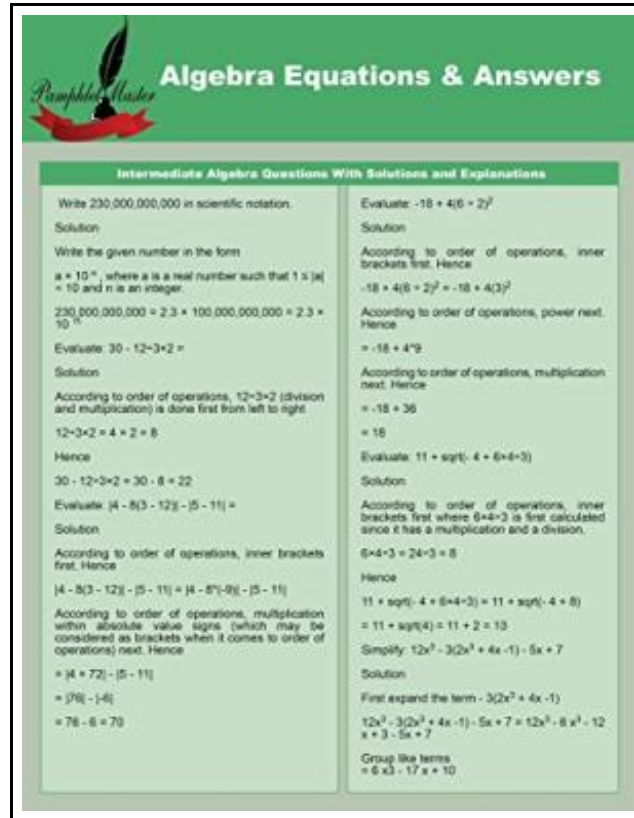 Pamphlet Master
Algebra Equations & Answers
Intermediate Algebra Questions With Solutions and Explanations
Write 230,000,000,000 in scientific notation.
Solution
Write the given number in the form
a × 10 ⁿ , where a is a real number such that 1 ≤ |a|
< 10 and n is an integer.
230,000,000,000 = 2.3 × 100,000,000,000 = 2.3 ×
10
Evaluate: 30 - 12÷3×2 =
Solution
According to order of operations, 12÷3×2 (division
and multiplication) is done first from left to right
12÷3×2 = 4 × 2 = 8
Hence
30 - 12÷3×2 = 30 - 8 = 22
Evaluate: |4 - 8(3 - 12)| - |5 - 11| =
Solution
According to order of operations, inner brackets
first. Hence
|4 - 8(3 - 12)| - |5 - 11| = |4 - 8*(-9)| - |5 - 11|
According to order of operations, multiplication
within absolute value signs (which may be
considered as brackets when it comes to order of
operations) next. Hence
= |4 + 72| - |5 - 11|
= |76| - |-6|
= 76 - 6 = 70
Evaluate: -18 + 4(6 ÷ 2)²
Solution
According to order of operations, inner
brackets first. Hence
-18 + 4(6 ÷ 2)² = -18 + 4(3)²
According to order of operations, power next.
Hence
= -18 + 4*9
According to order of operations, multiplication
next. Hence
= -18 + 36
= 18
Evaluate: 11 + sqrt(- 4 + 6×4÷3)
Solution
According to order of operations, inner
brackets first where 6×4÷3 is first calculated
since it has a multiplication and a division.
6×4÷3 = 24÷3 = 8
Hence
11 + sqrt(- 4 + 6×4÷3) = 11 + sqrt(- 4 + 8)
= 11 + sqrt(4) = 11 + 2 = 13
Simplify: 12x³ - 3(2x³ + 4x -1) - 5x + 7
Solution
First expand the term - 3(2x³ + 4x -1)
12x³ - 3(2x³ + 4x -1) - 5x + 7 = 12x³ - 6 x³ - 12
x + 3 - 5x + 7
Group like terms
= 6 x3 - 17 x + 10